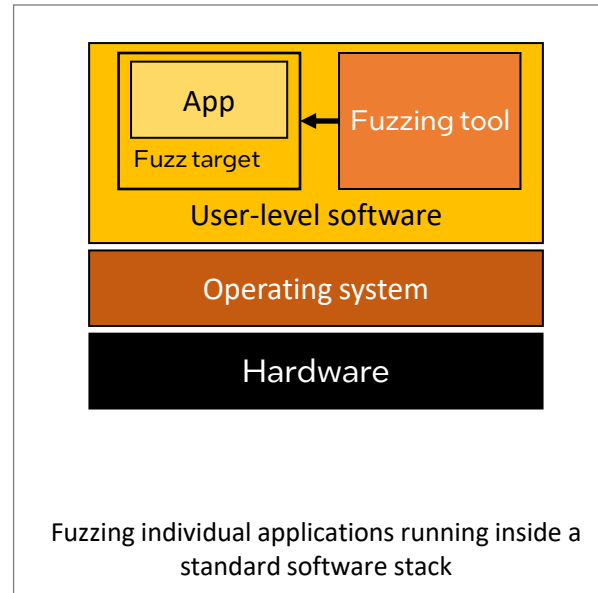 App
Fuzzing tool
Fuzz target
User-level software
Operating system
Hardware
Fuzzing individual applications running inside a
standard software stack